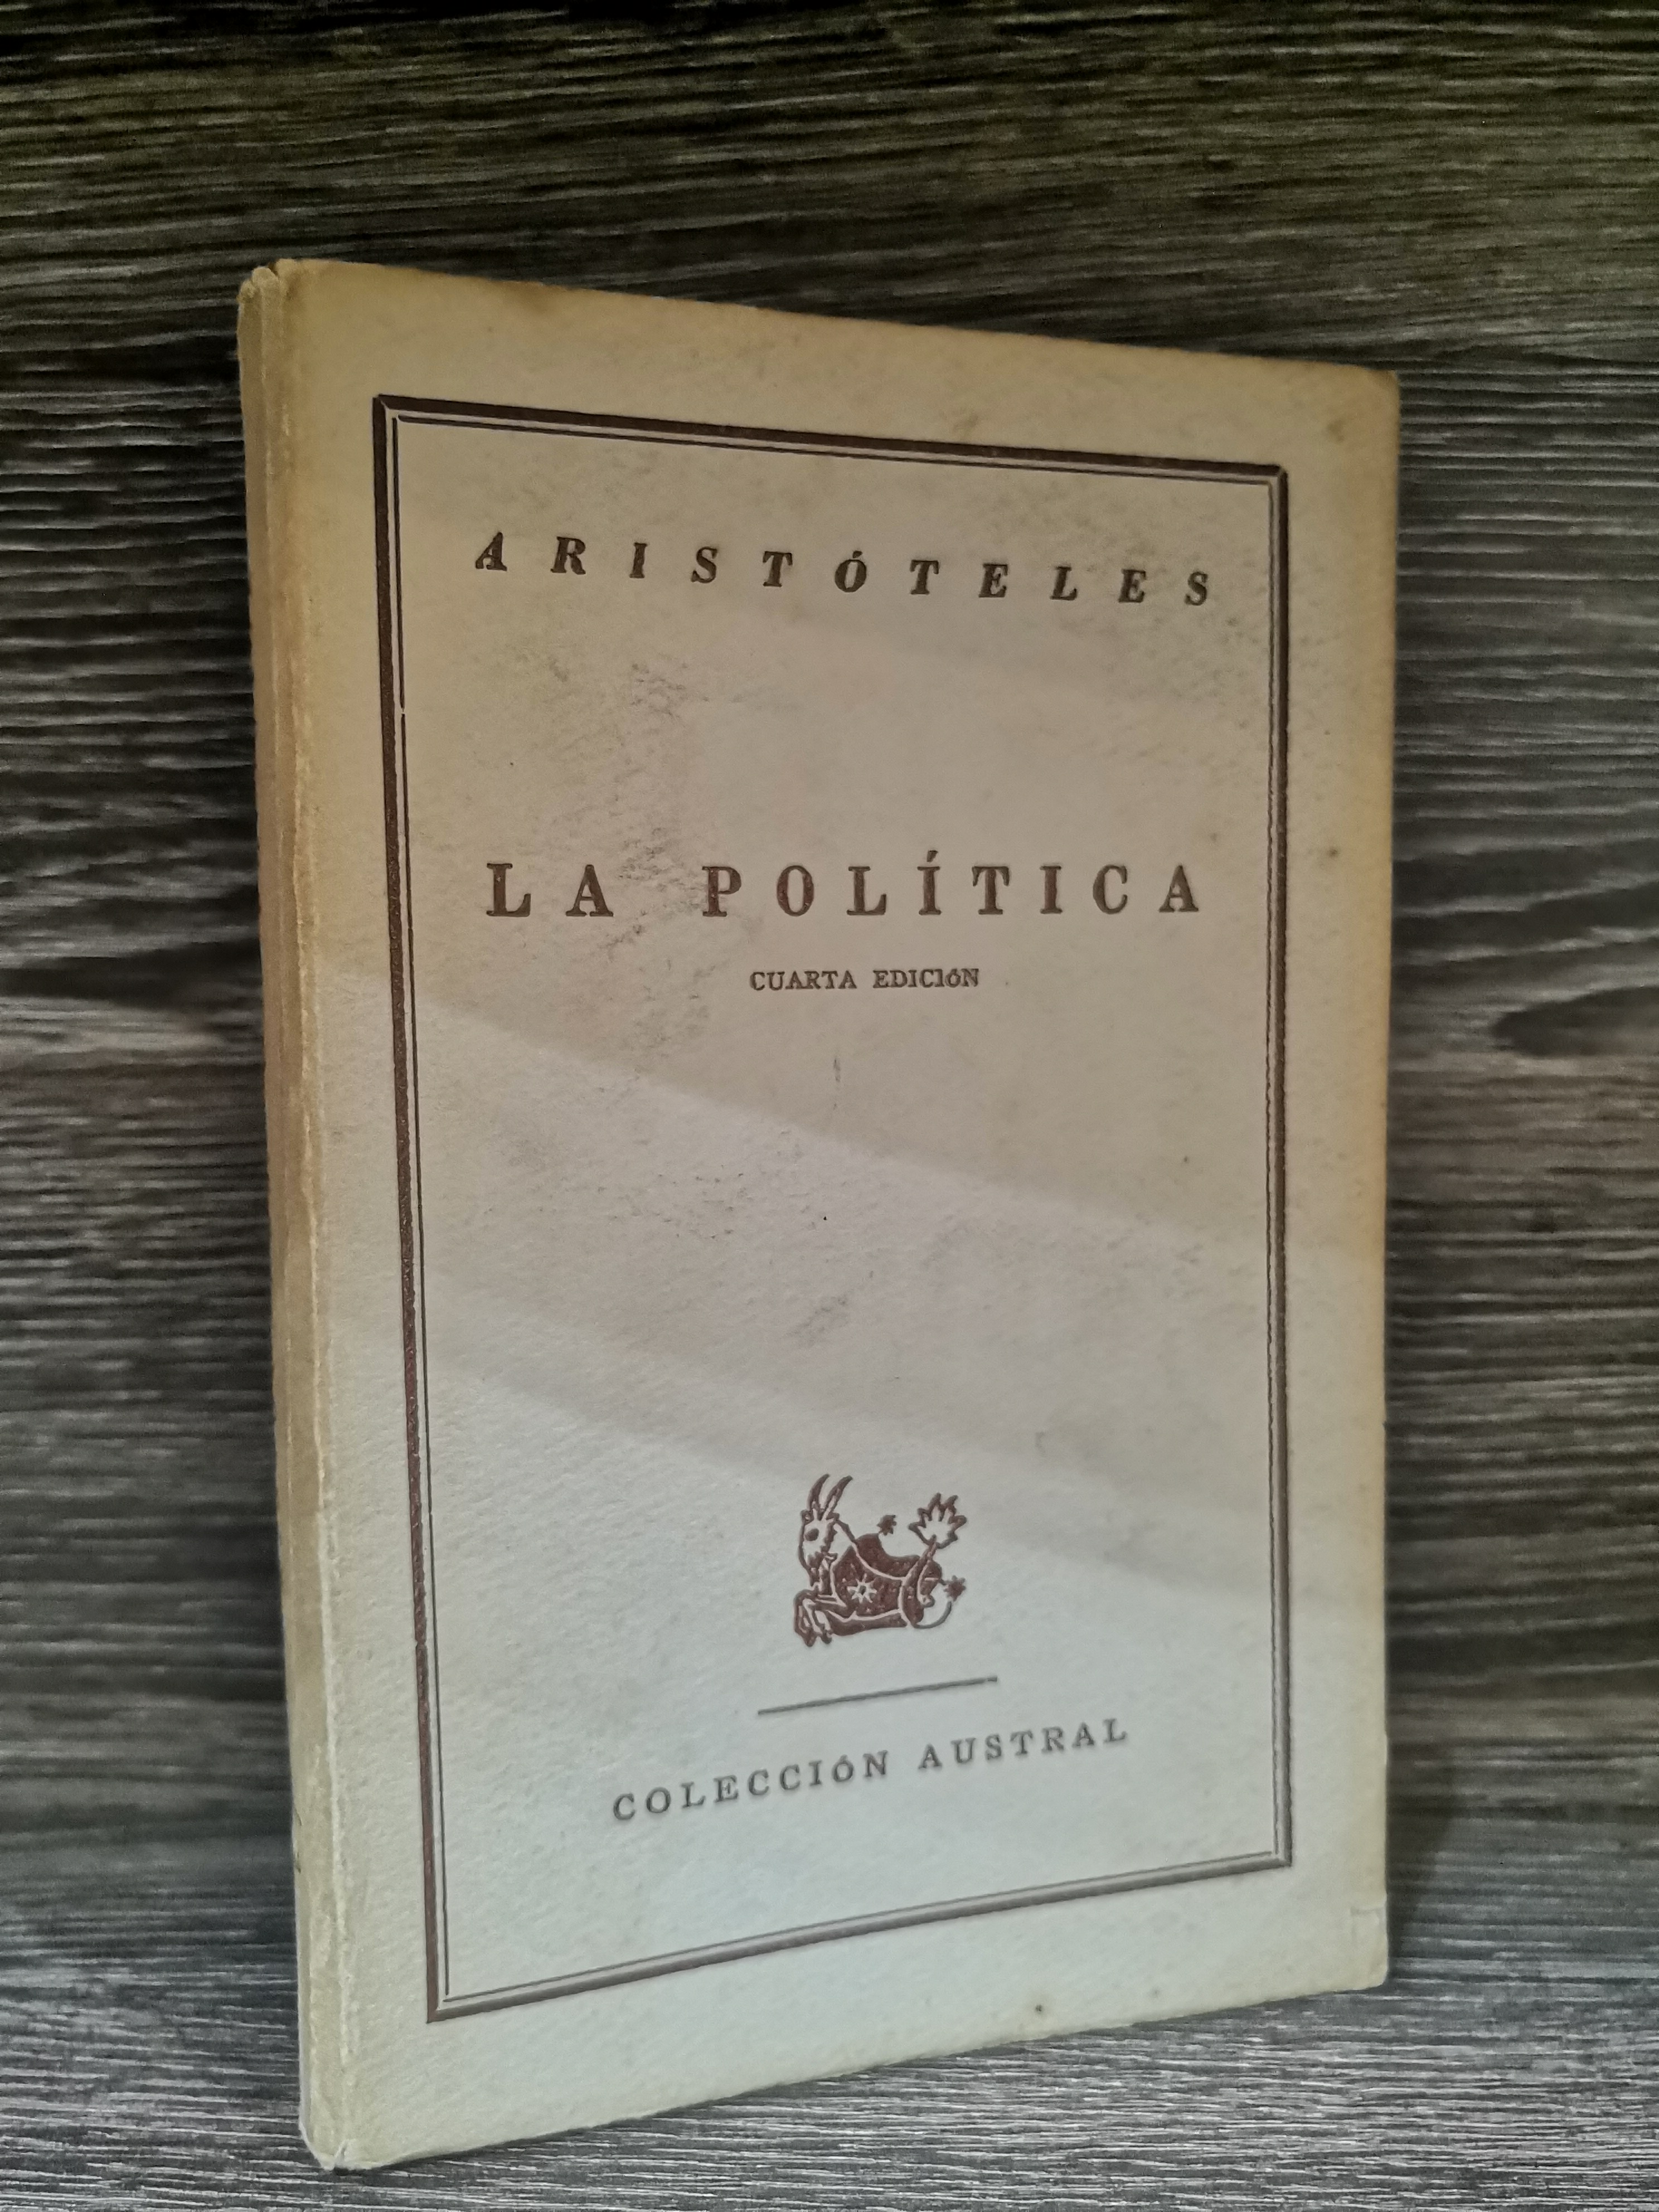 ARISTÓTELES
LA POLÍTICA
CUARTA EDICIÓN
COLECCIÓN AUSTRAL